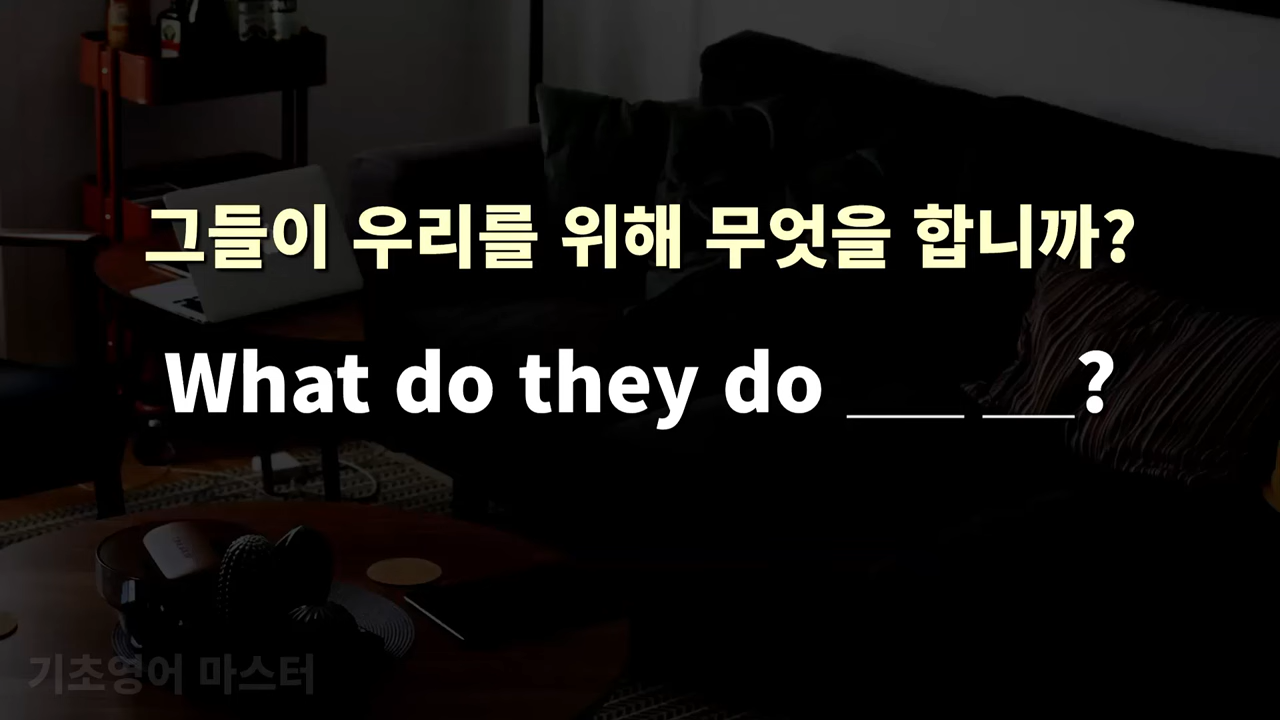 그들이 우리를 위해 무엇을 합니까?
What do they do ___ __?
기초영어 마스터